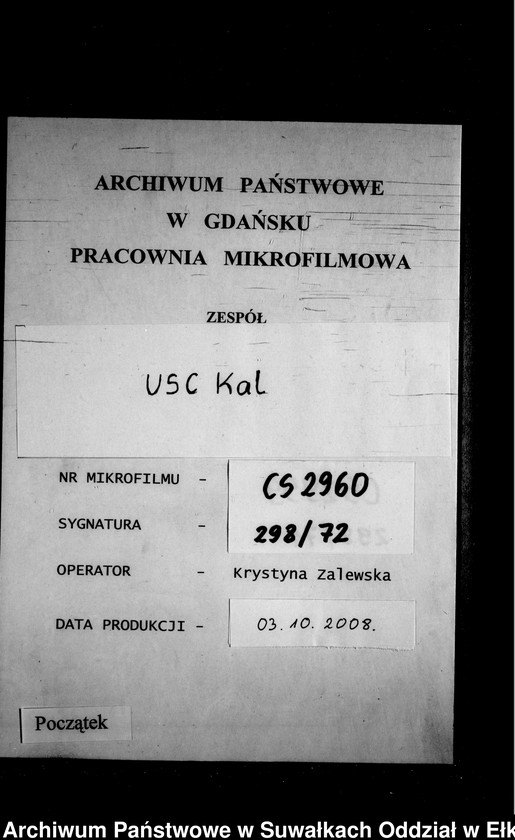 ARCHIWUM PAŃSTWOWE
W GDAŃSKU
PRACOWNIA MIKROFILMOWA
ZESPÓŁ
USC Kal
NR MIKROFILMU - CS 2960
SYGNATURA - 298/72
OPERATOR - Krystyna Zalewska
DATA PRODUKCJI - 03.10.2008.
Początek
Archiwum Państwowe w Suwałkach Oddział w Ełk